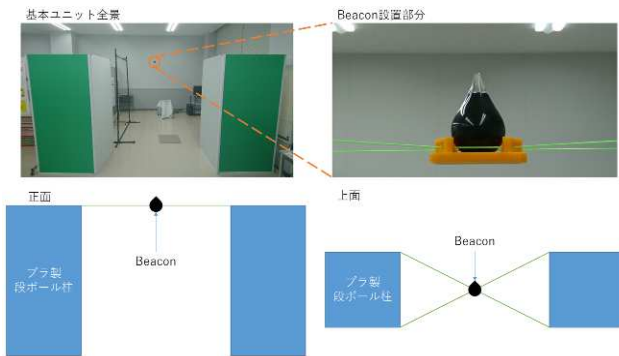 基本ユニット全景
Beacon設置部分
正面
Beacon
プラ製
段ボール柱
上面
Beacon
プラ製
段ボール柱